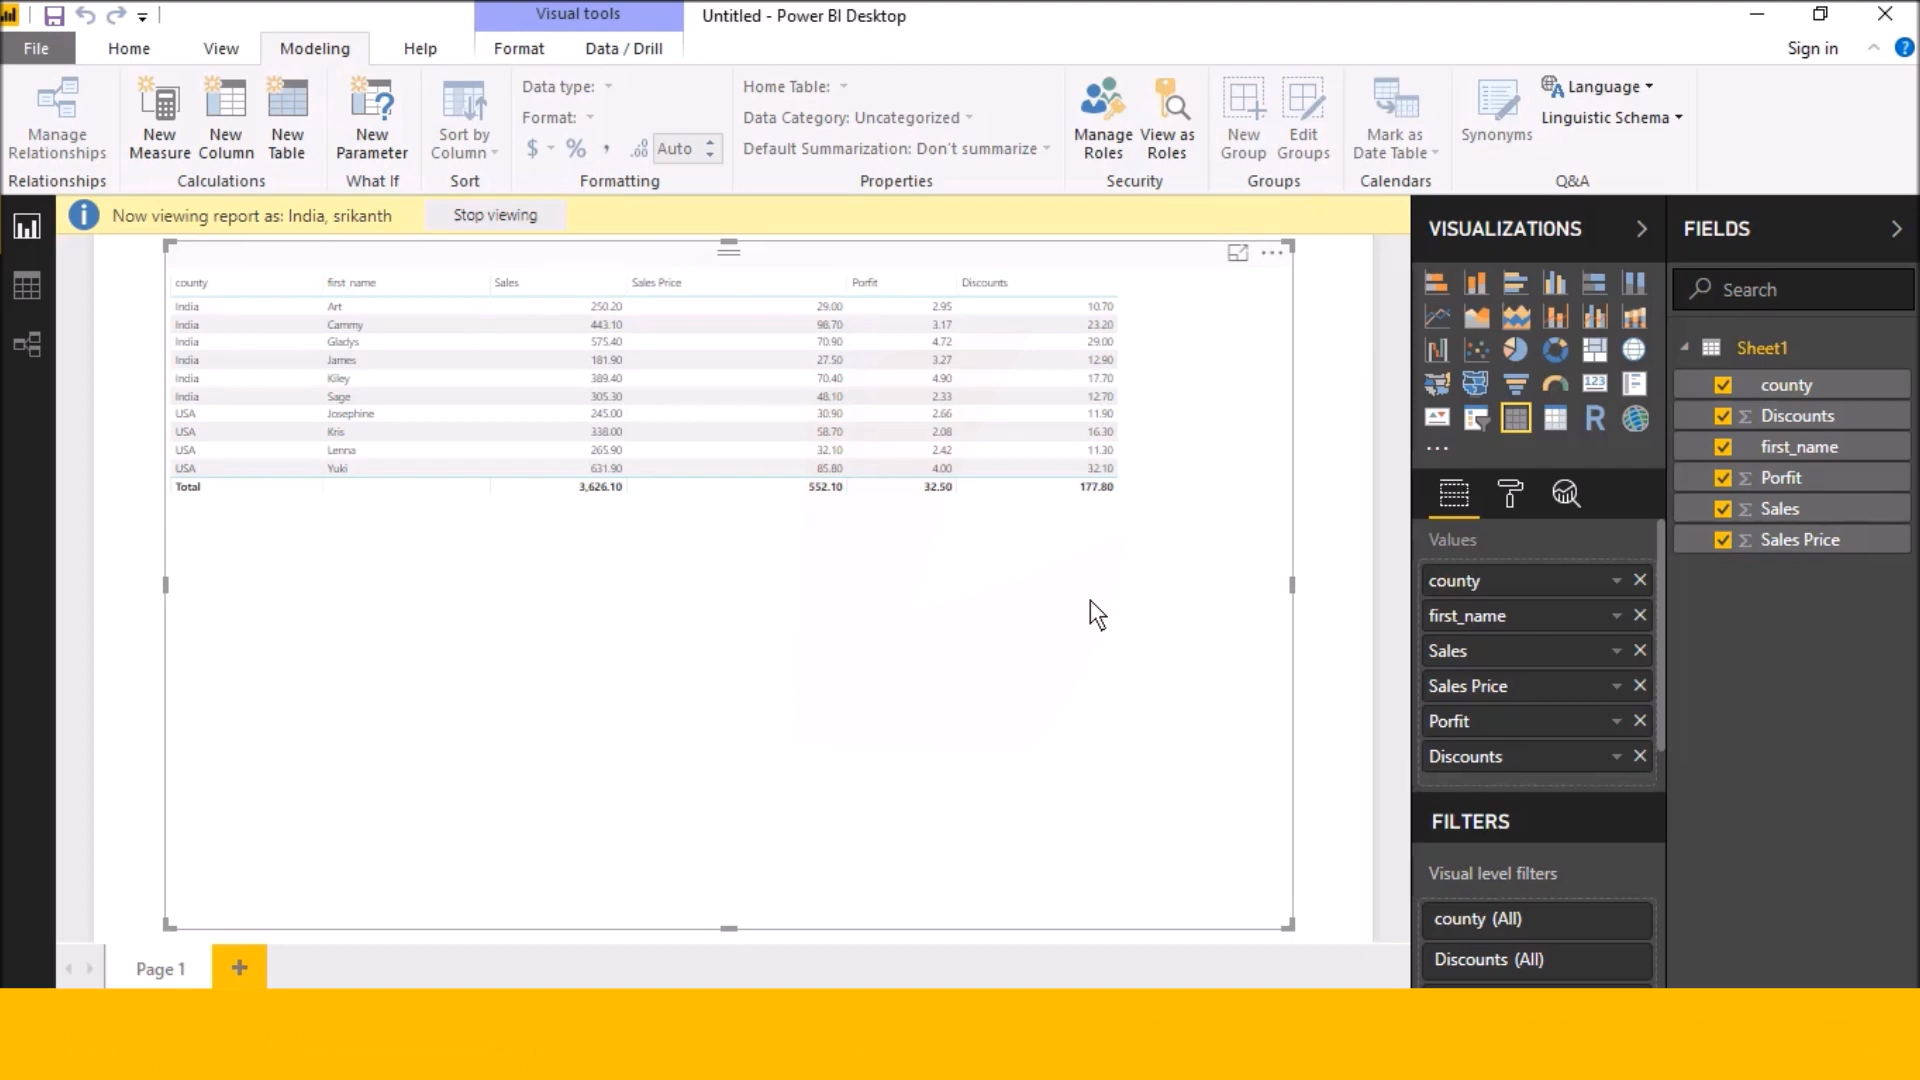 Visual tools
Untitled - Power BI Desktop
File Home View Modeling Help Format Data / Drill Sign in
Manage Relationships
New Measure
New Column
New Table
New Parameter
Sort by Column
Data type:
Format:
$ % , .00 Auto
Home Table:
Data Category: Uncategorized
Default Summarization: Don't summarize
Manage Roles
View as Roles
New Group
Edit Groups
Mark as Date Table
Synonyms
Language
Linguistic Schema
Relationships Calculations What If Sort Formatting Properties Security Groups Calendars Q&A
Now viewing report as: India, srikanth Stop viewing
county first_name Sales Sales Price Porfit Discounts
India Art 250.20 29.00 2.95 10.70
India Cammy 443.10 98.70 3.17 23.20
India Gladys 575.40 70.90 4.72 29.00
India James 181.90 27.50 3.27 12.90
India Kiley 389.40 70.40 4.90 17.70
India Sage 305.30 48.10 2.33 12.70
USA Josephine 245.00 30.90 2.66 11.90
USA Kris 338.00 58.70 2.08 16.30
USA Lenna 265.90 32.10 2.42 11.30
USA Yuki 631.90 85.80 4.00 32.10
Total 3,626.10 552.10 32.50 177.80
Page 1
VISUALIZATIONS
123
R
Values
county
first_name
Sales
Sales Price
Porfit
Discounts
FILTERS
Visual level filters
county (All)
Discounts (All)
FIELDS
Search
Sheet1
county
Discounts
first_name
Porfit
Sales
Sales Price